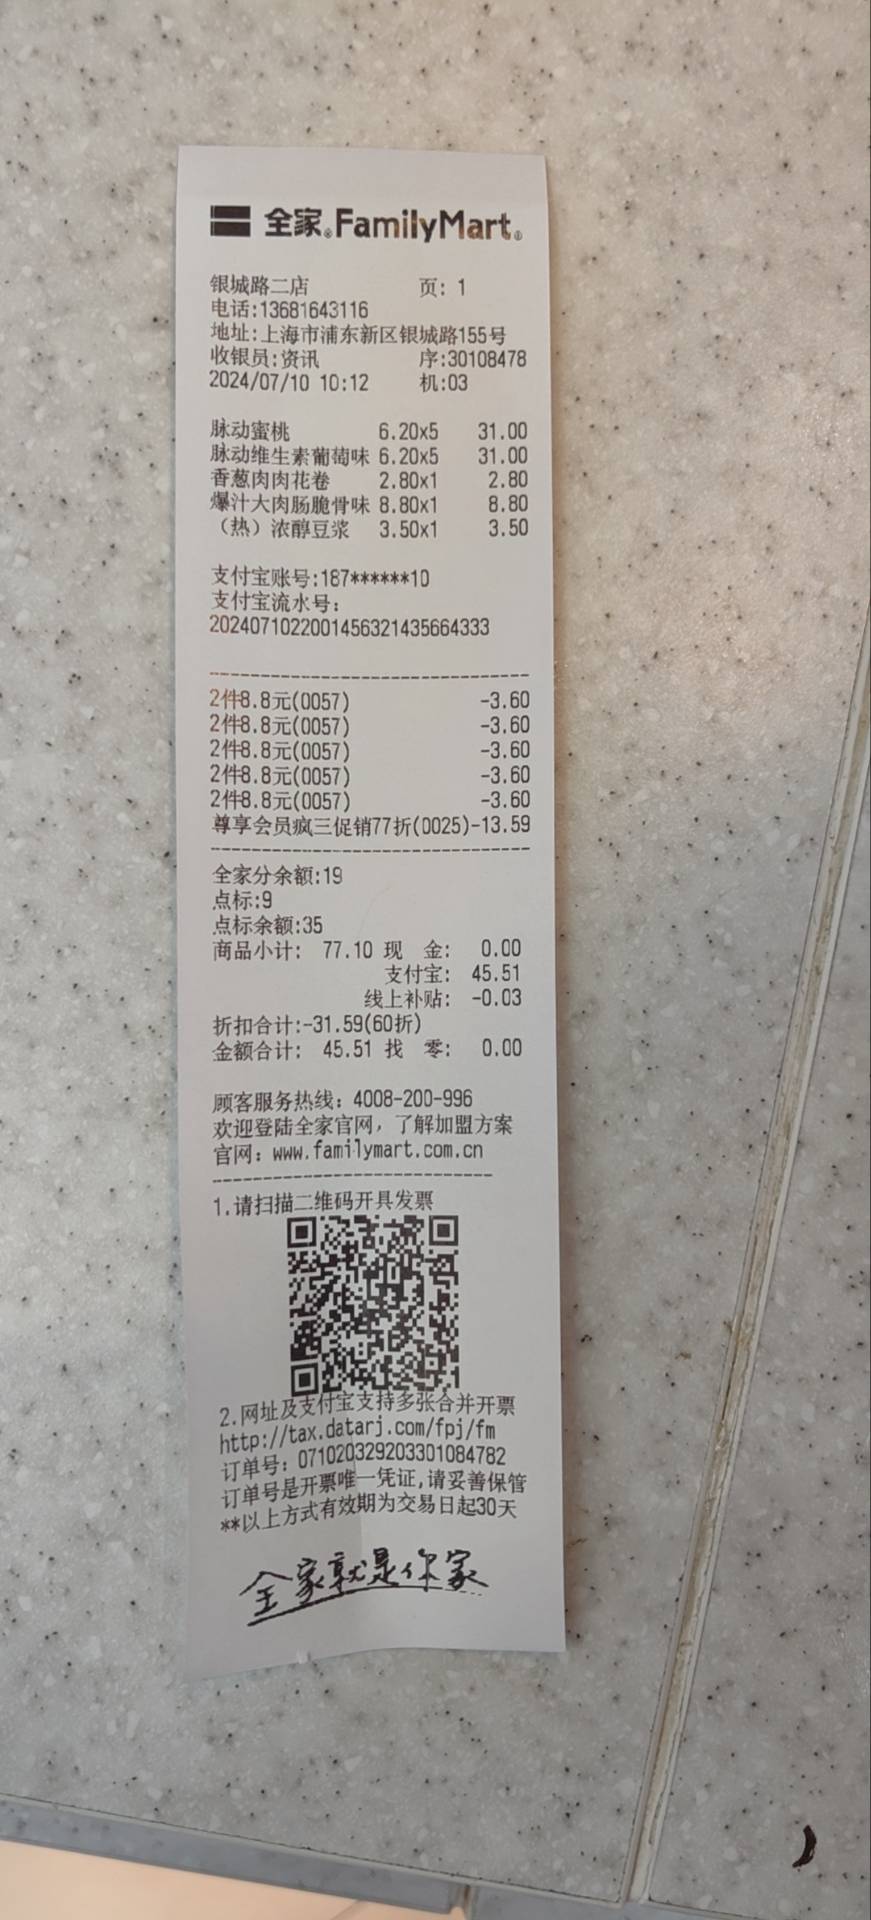 全家®FamilyMart®
银城路二店 页: 1
电话:13681643116
地址:上海市浦东新区银城路155号
收银员:资讯 序:30108478
2024/07/10 10:12 机:03
脉动蜜桃 6.20x5 31.00
脉动维生素葡萄味 6.20x5 31.00
香葱肉肉花卷 2.80x1 2.80
爆汁大肉肠脆骨味 8.80x1 8.80
（热）浓醇豆浆 3.50x1 3.50
支付宝账号:187******10
支付宝流水号:
2024071022001456321435664333
2件8.8元(0057) -3.60
2件8.8元(0057) -3.60
2件8.8元(0057) -3.60
2件8.8元(0057) -3.60
2件8.8元(0057) -3.60
尊享会员疯三促销77折(0025)-13.59
全家分余额:19
点标:9
点标余额:35
商品小计: 77.10 现 金: 0.00
支付宝: 45.51
线上补贴: -0.03
折扣合计:-31.59(60折)
金额合计: 45.51 找 零: 0.00
顾客服务热线: 4008-200-996
欢迎登陆全家官网，了解加盟方案
官网: www.familymart.com.cn
1.请扫描二维码开具发票
2.网址及支付宝支持多张合并开票
http://tax.datarj.com/fpj/fm
订单号: 071020329203301084782
订单号是开票唯一凭证,请妥善保管
**以上方式有效期为交易日起30天
全家就是你家